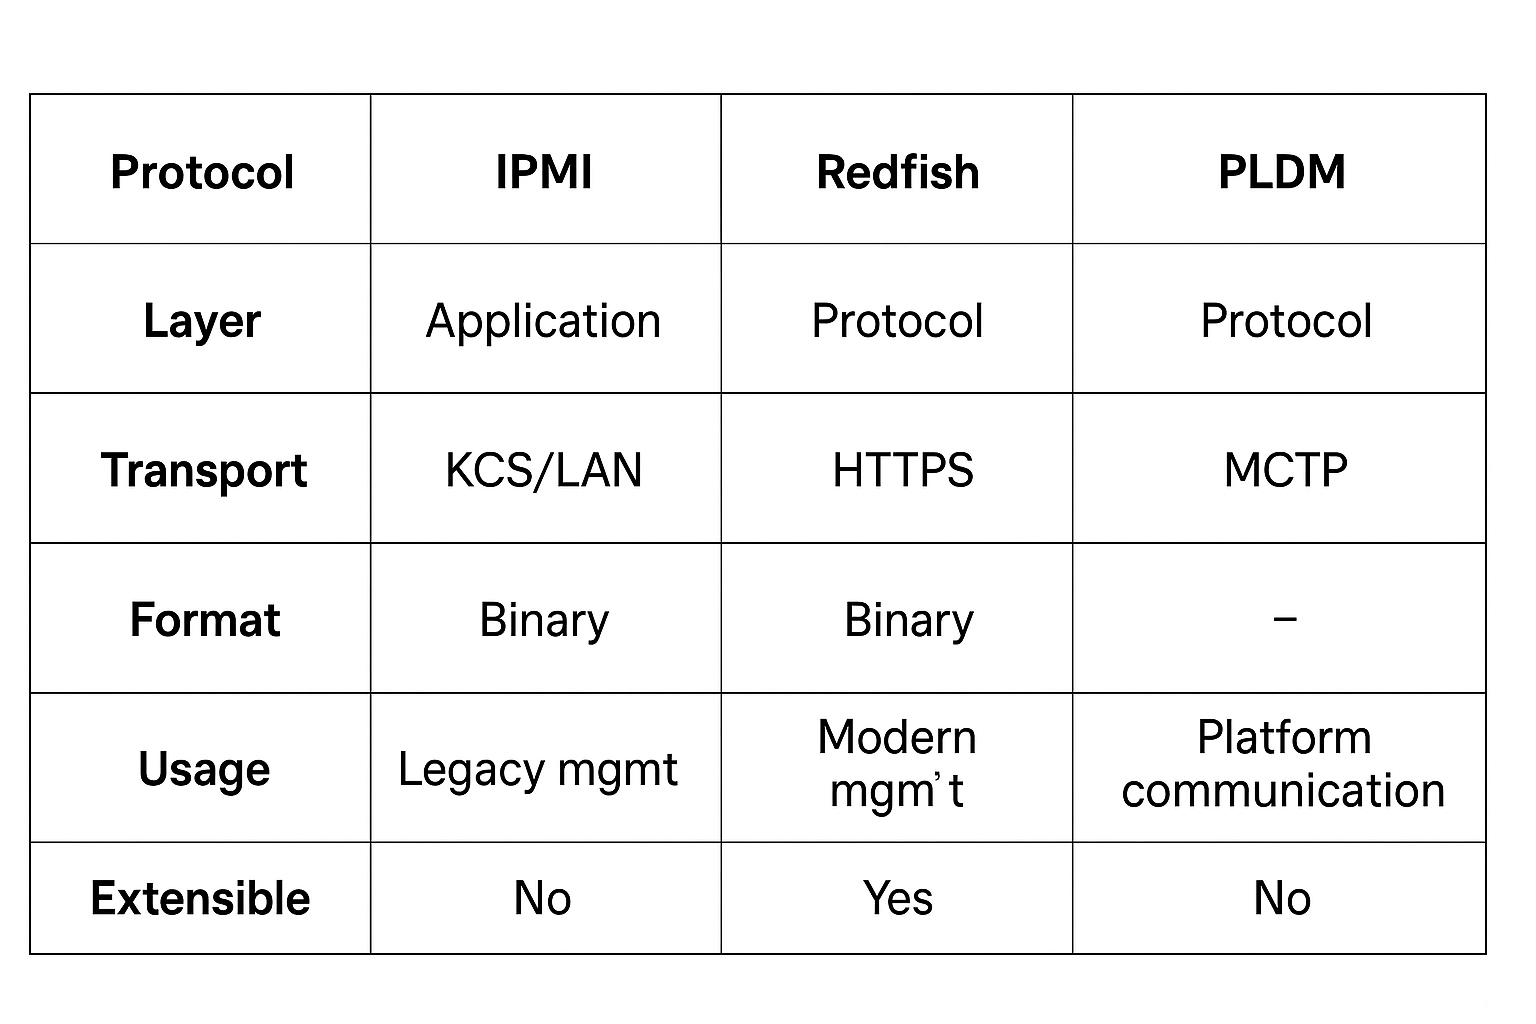 Protocol IPMI Redfish PLDM
Layer Application Protocol Protocol
Transport KCS/LAN HTTPS MCTP
Format Binary Binary –
Usage Legacy mgmt Modern mgm’t Platform communication
Extensible No Yes No